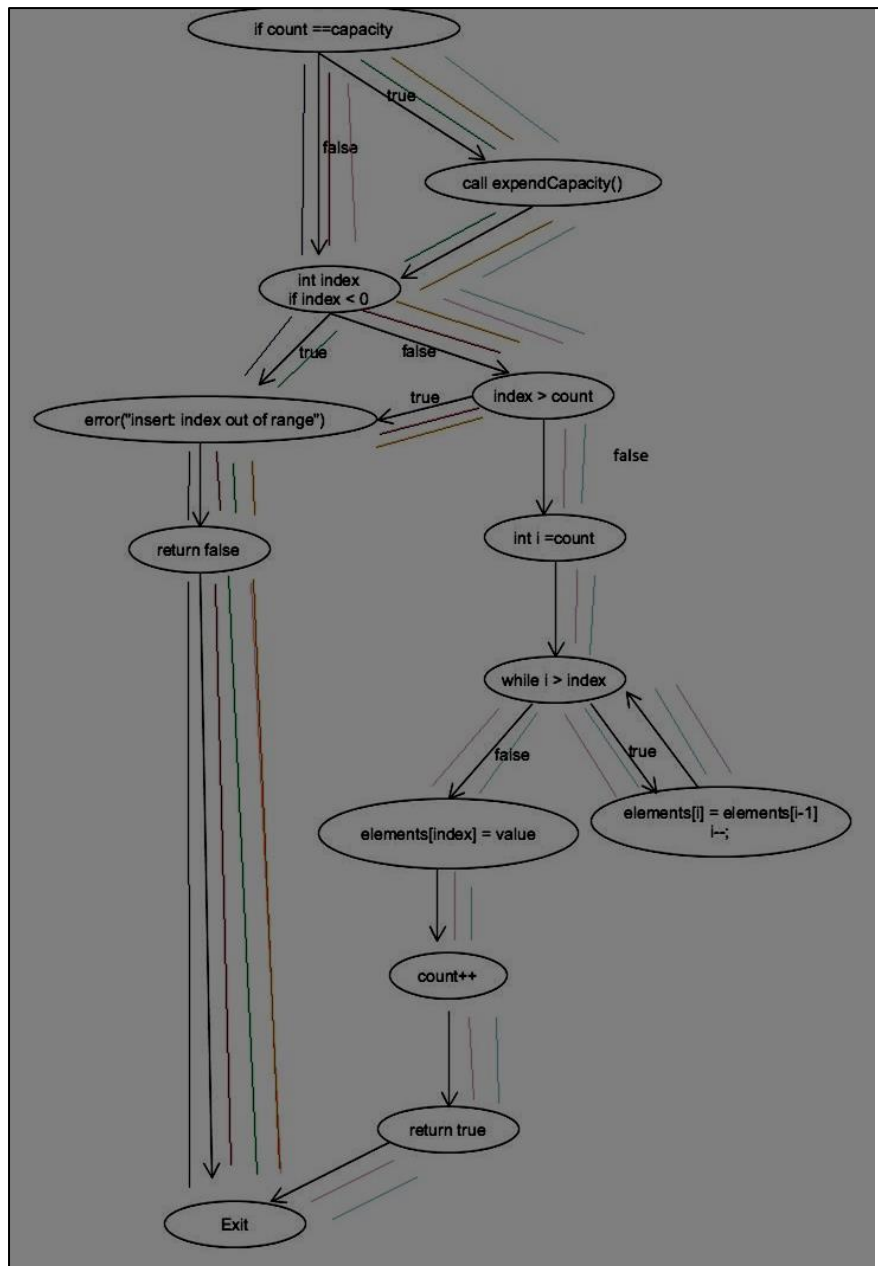 if count ==capacity
true
false
call expendCapacity()
int index
if index < 0
true
false
true
index > count
error("insert: index out of range")
false
return false
int i =count
while i > index
false
true
elements[index] = value
elements[i] = elements[i-1]
i--;
count++
return true
Exit